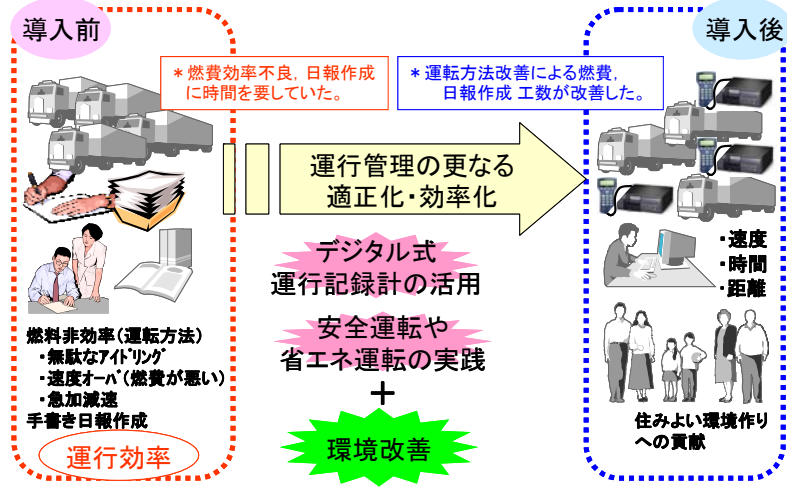 導入前
導入後
＊燃費効率不良，日報作成
に時間を要していた。
＊運転方法改善による燃費，
日報作成 工数が改善した。
運行管理の更なる
適正化・効率化
デジタル式
運行記録計の活用
安全運転や
省エネ運転の実践
＋
環境改善
燃料非効率（運転方法）
・無駄なｱｲﾄﾞﾘﾝｸﾞ
・速度ｵｰﾊﾞ（燃費が悪い）
・急加減速
手書き日報作成
運行効率
・速度
・時間
・距離
住みよい環境作り
への貢献